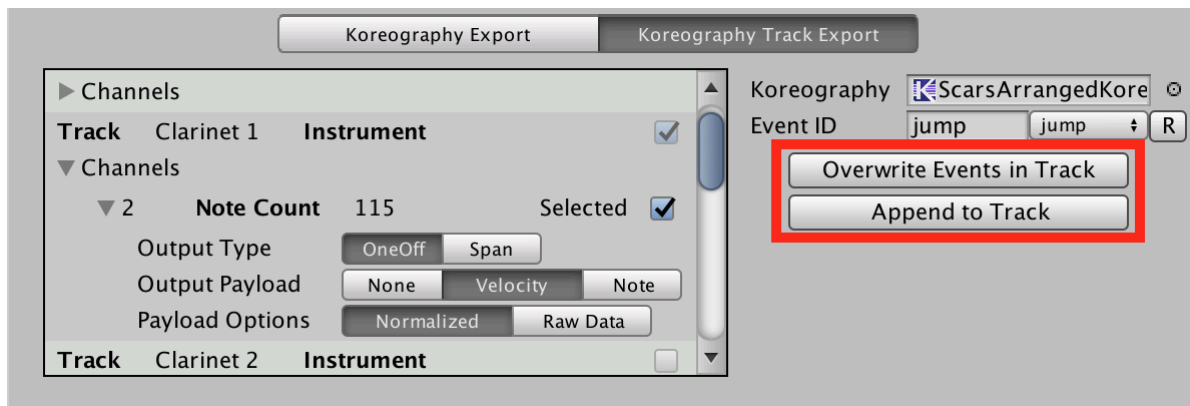 Koreography Export Koreography Track Export
Channels
Track Clarinet 1 Instrument
Channels
2 Note Count 115 Selected
Output Type OneOff Span
Output Payload None Velocity Note
Payload Options Normalized Raw Data
Track Clarinet 2 Instrument
Koreography ScarsArrangedKore
Event ID jump jump R
Overwrite Events in Track
Append to Track